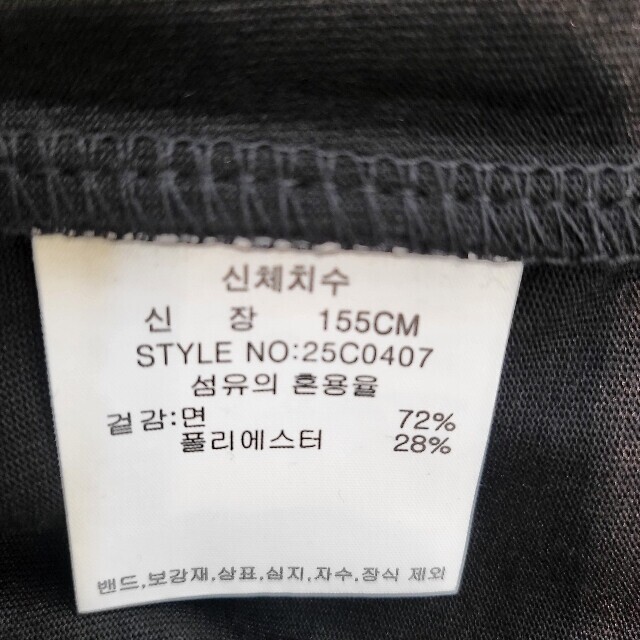 신체치수
신 장 155CM
STYLE NO:25C0407
섬유의 혼용율
겉감:면 72%
폴리에스터 28%
밴드,보강재,상표,심지,자수,장식 제외